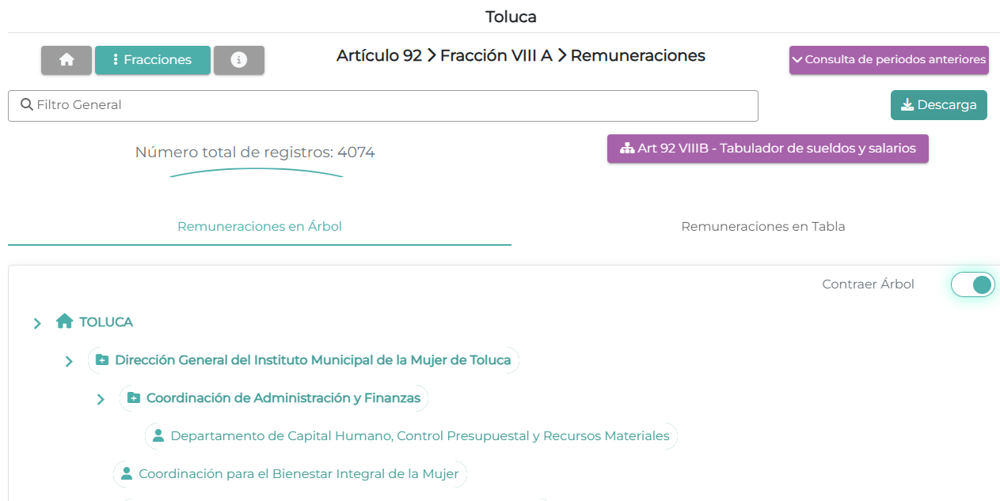 Toluca
Fracciones
Artículo 92 > Fracción VIII A > Remuneraciones
Consulta de periodos anteriores
Filtro General
Descarga
Número total de registros: 4074
Art 92 VIIIB - Tabulador de sueldos y salarios
Remuneraciones en Árbol
Remuneraciones en Tabla
Contraer Árbol
TOLUCA
Dirección General del Instituto Municipal de la Mujer de Toluca
Coordinación de Administración y Finanzas
Departamento de Capital Humano, Control Presupuestal y Recursos Materiales
Coordinación para el Bienestar Integral de la Mujer